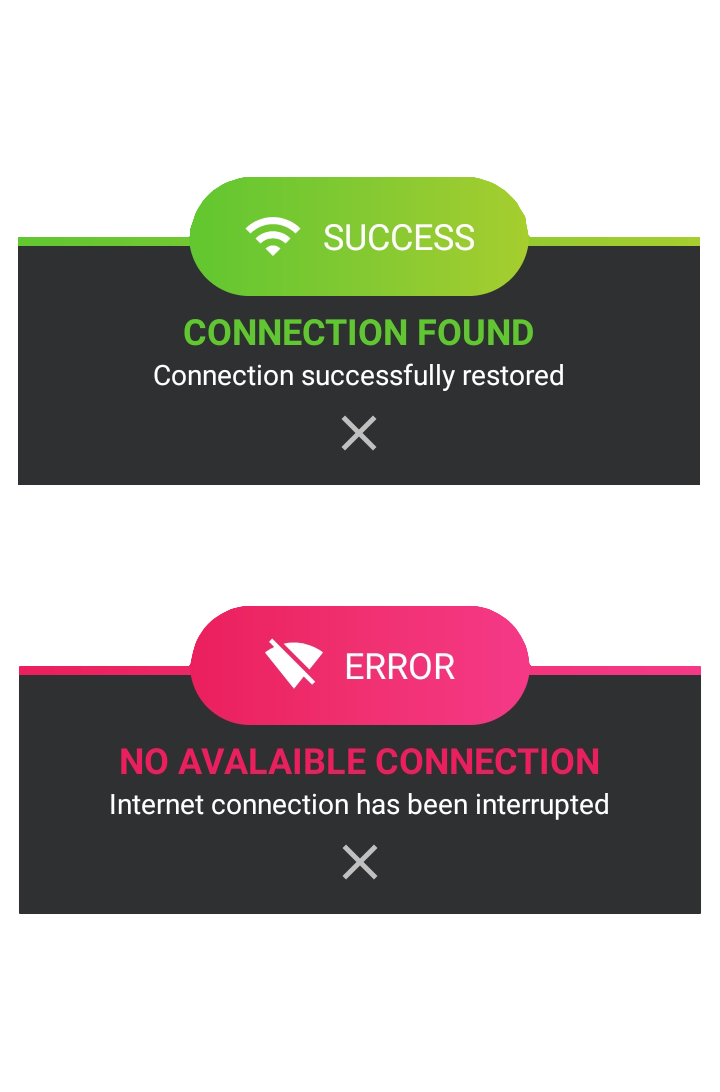 SUCCESS
CONNECTION FOUND
Connection successfully restored
ERROR
NO AVALAIBLE CONNECTION
Internet connection has been interrupted